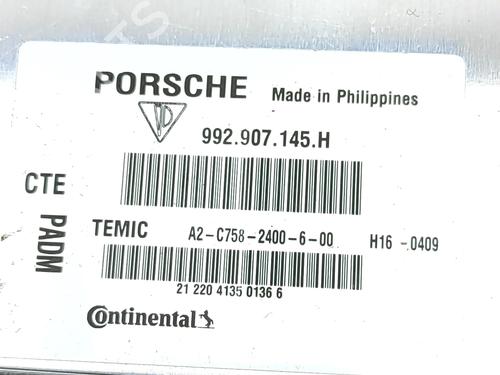 PORSCHE Made in Philippines
992.907.145.H
CTE
PADM
TEMIC A2-C758-2400-6-00 H16 -0409
21 220 4135 0136 6
Continental